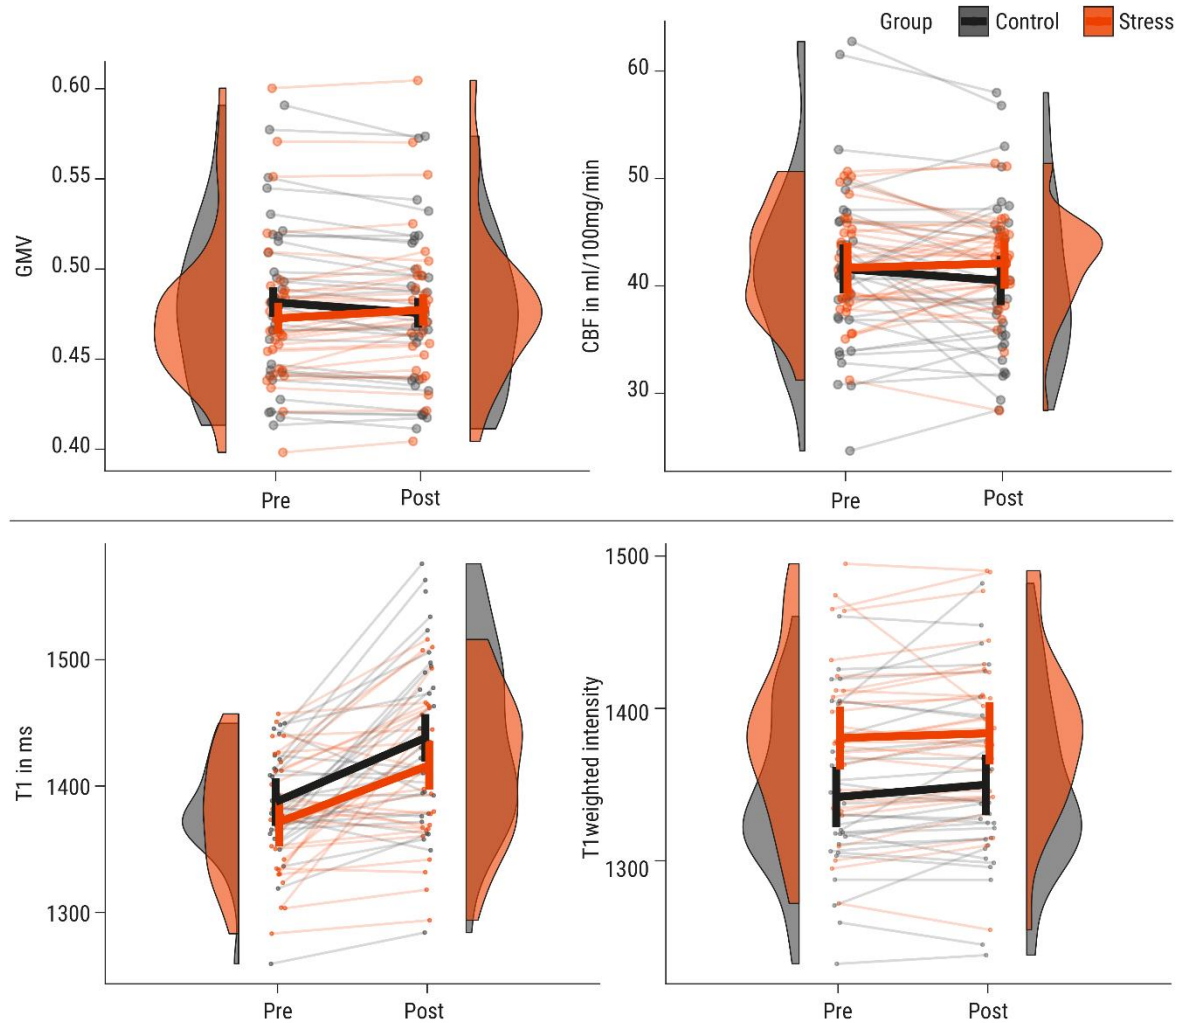 Group Control Stress
GMV
0.60
0.55
0.50
0.45
0.40
Pre Post
CBF in ml/100mg/min
60
50
40
30
Pre Post
T1 in ms
1500
1400
1300
Pre Post
T1weighted intensity
1500
1400
1300
Pre Post